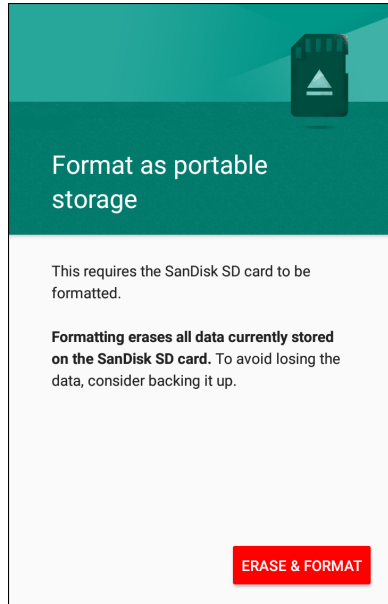 Format as portable
storage
This requires the SanDisk SD card to be
formatted.
Formatting erases all data currently stored
on the SanDisk SD card. To avoid losing the
data, consider backing it up.
ERASE & FORMAT